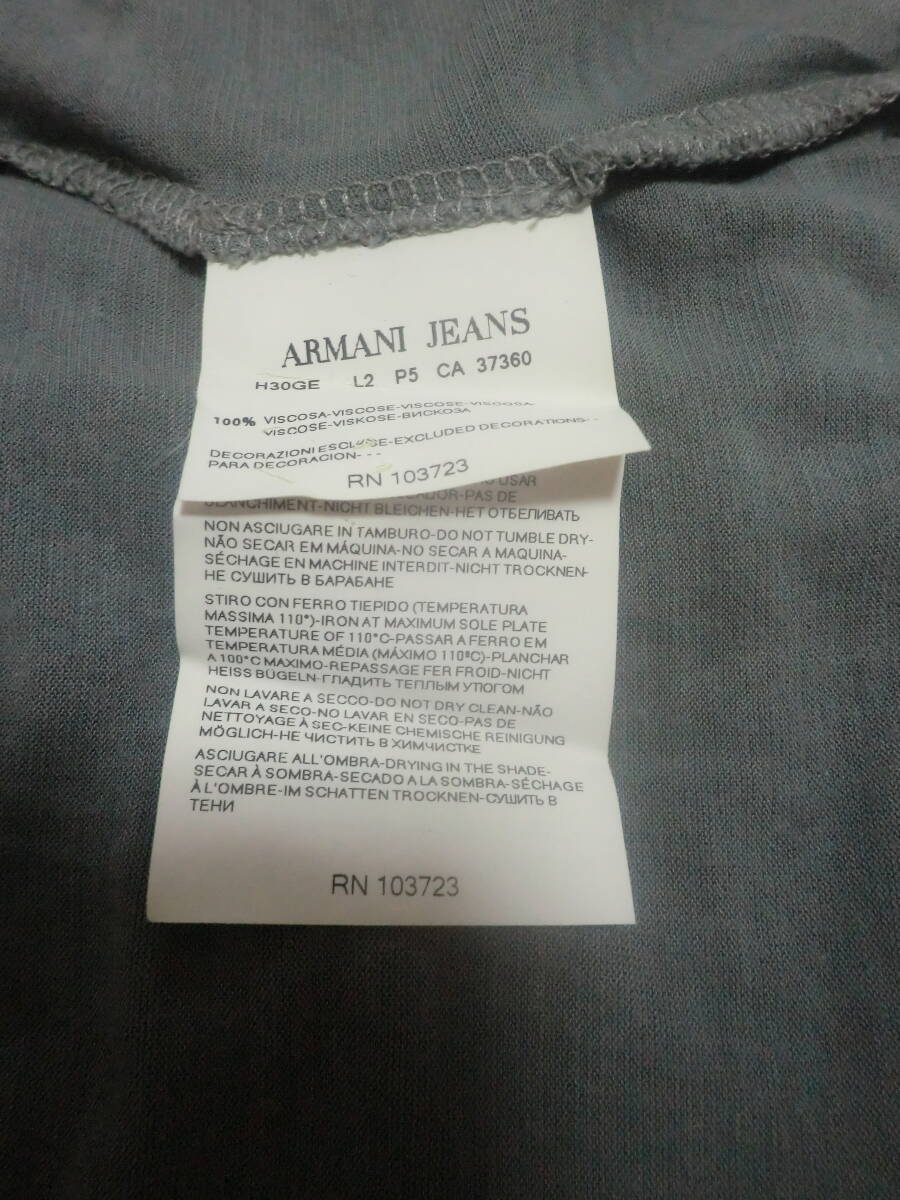 ARMANI JEANS
H30GE L2 P5 CA 37360
100% VISCOSA-VISCOSE-VISCOSE-VISCOSA-
VISCOSE-VISKOSE-ВИСКОЗА
DECORAZIONI ESCLUSE-EXCLUDED DECORATIONS- -
PARA DECORACION- - -
RN 103723
USAR
PAS DE
BLANCHIMENT-NICHT BLEICHEN-НЕТ ОТБЕЛИВАТЬ
NON ASCIUGARE IN TAMBURO-DO NOT TUMBLE DRY-
NÃO SECAR EM MÁQUINA-NO SECAR A MAQUINA-
SÉCHAGE EN MACHINE INTERDIT-NICHT TROCKNEN-
НЕ СУШИТЬ В БАРАБАНЕ
STIRO CON FERRO TIEPIDO (TEMPERATURA
MASSIMA 110°)-IRON AT MAXIMUM SOLE PLATE
TEMPERATURE OF 110°C-PASSAR A FERRO EM
TEMPERATURA MÉDIA (MÁXIMO 110ºC)-PLANCHAR
A 100°C MAXIMO-REPASSAGE FER FROID-NICHT
HEISS BÜGELN-ГЛАДИТЬ ТЕПЛЫМ УТЮГОМ
NON LAVARE A SECCO-DO NOT DRY CLEAN-NÃO
LAVAR A SECO-NO LAVAR EN SECO-PAS DE
NETTOYAGE À SEC-KEINE CHEMISCHE REINIGUNG
MÖGLICH-НЕ ЧИСТИТЬ В ХИМЧИСТКЕ
ASCIUGARE ALL'OMBRA-DRYING IN THE SHADE-
SECAR À SOMBRA-SECADO A LA SOMBRA-SÉCHAGE
À L'OMBRE-IM SCHATTEN TROCKNEN-СУШИТЬ В
ТЕНИ
RN 103723